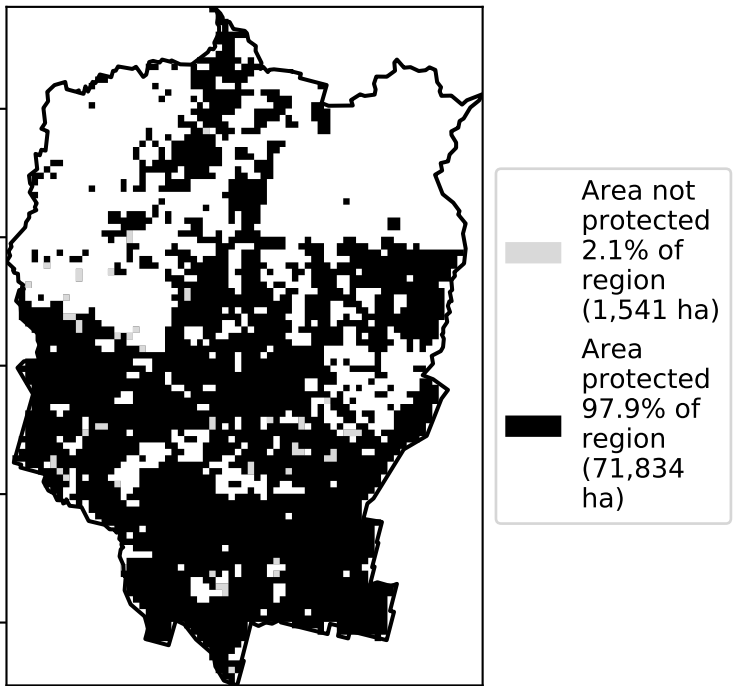 Area not
protected
2.1% of
region
(1,541 ha)
Area
protected
97.9% of
region
(71,834
ha)